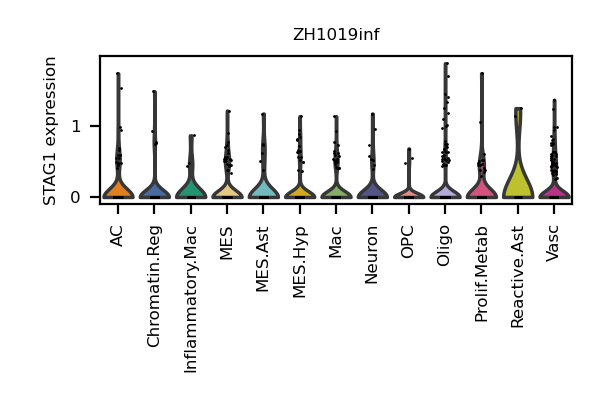 ZH1019inf
STAG1 expression
1
0
AC
Chromatin.Reg
Inflammatory.Mac
MES
MES.Ast
MES.Hyp
Mac
Neuron
OPC
Oligo
Prolif.Metab
Reactive.Ast
Vasc